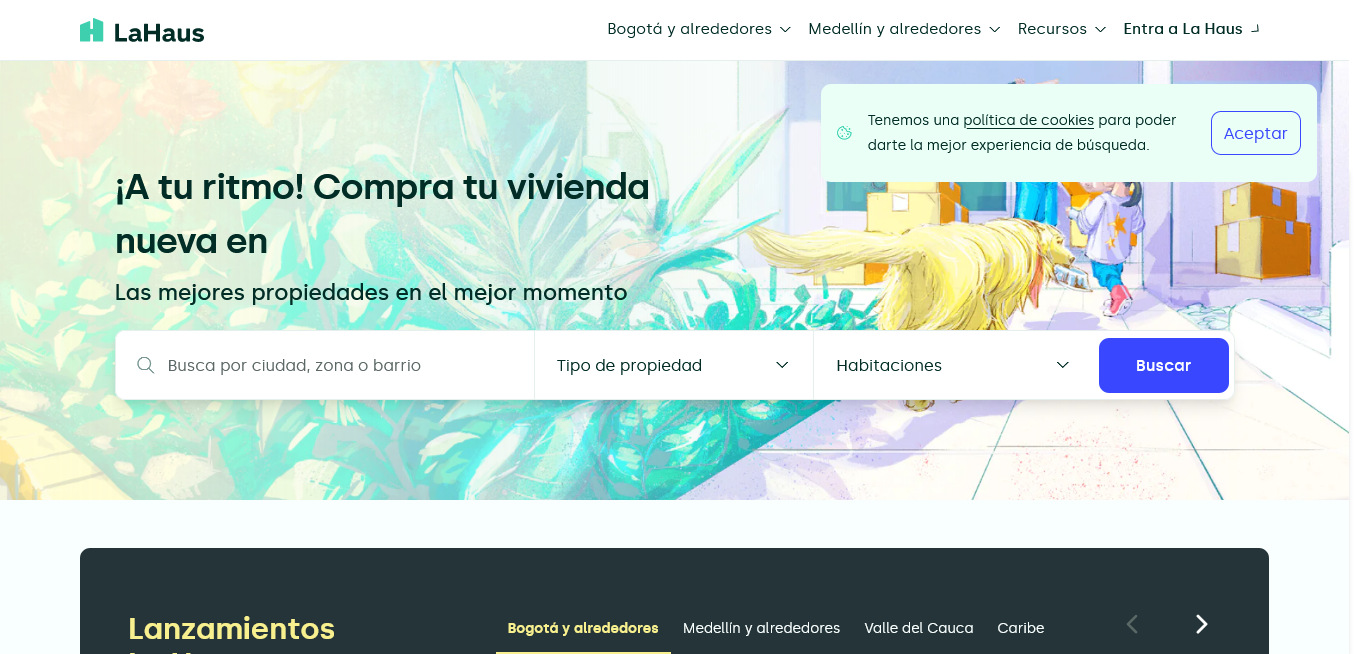 LaHaus
Bogotá y alrededores
Medellín y alrededores
Recursos
Entra a La Haus
Tenemos una política de cookies para poder
darte la mejor experiencia de búsqueda.
Aceptar
¡A tu ritmo! Compra tu vivienda
nueva en
Las mejores propiedades en el mejor momento
Busca por ciudad, zona o barrio
Tipo de propiedad
Habitaciones
Buscar
Lanzamientos
Bogotá y alrededores
Medellín y alrededores
Valle del Cauca
Caribe